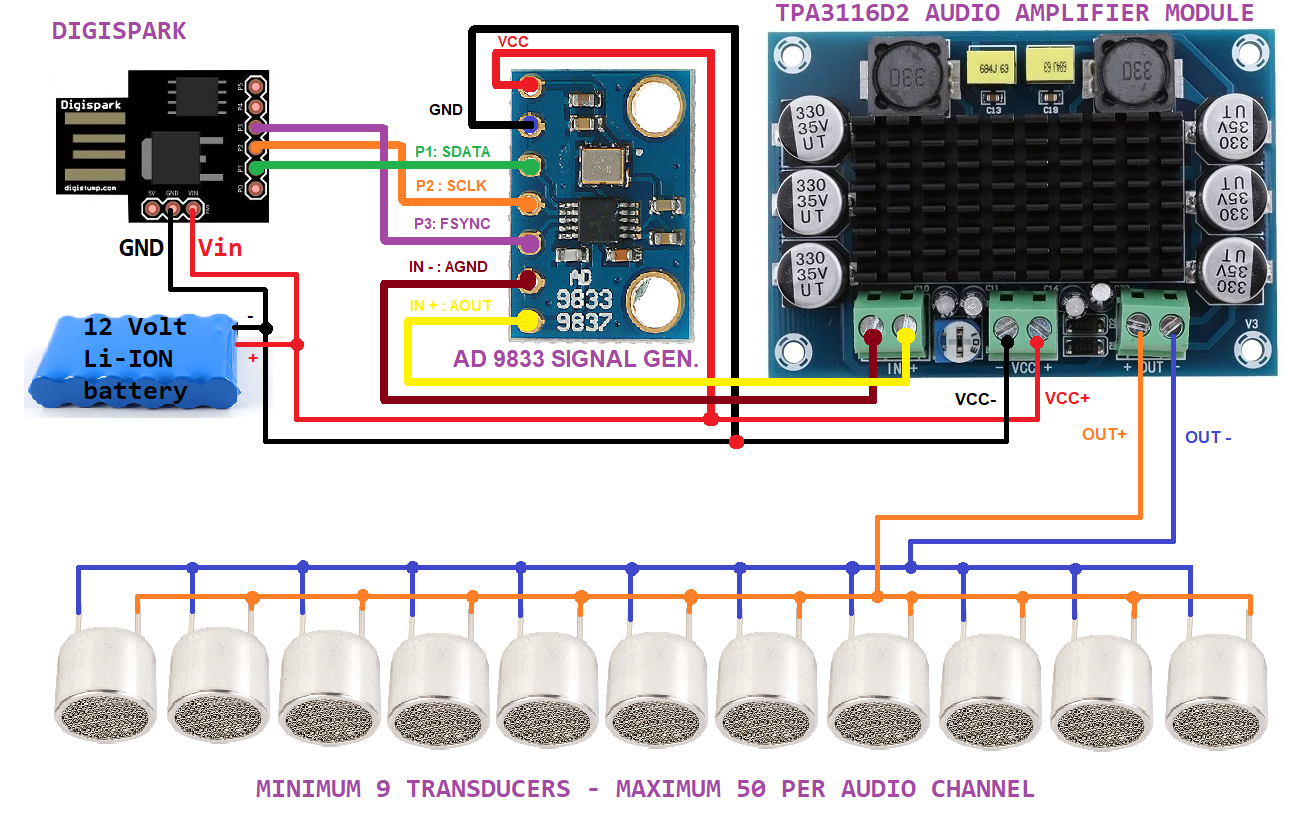 TPA3116D2 AUDIO AMPLIFIER MODULE
DIGISPARK
VCC
GND
P1: SDATA
P2 : SCLK
P3: FSYNC
IN - : AGND
IN + : AOUT
Digispark
digistump.com
P5
P4
P3
P2
P1
P0
5V GND VIN
GND
Vin
-
+
12 Volt
Li-ION
battery
AD
9833
9837
AD 9833 SIGNAL GEN.
330
330
684J 63
C13
C19
330
35V
UT
330
35V
UT
330
35V
UT
UT
35V
330
UT
35V
330
UT
35V
330
V3
IN +
- VCC +
+ OUT -
VCC-
VCC+
OUT+
OUT -
MINIMUM 9 TRANSDUCERS - MAXIMUM 50 PER AUDIO CHANNEL